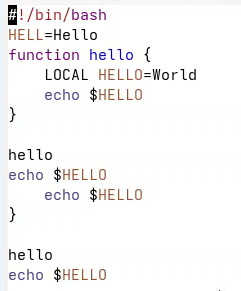 #!/bin/bash
HELL=Hello
function hello {
    LOCAL HELLO=World
    echo $HELLO
}

hello
echo $HELLO
    echo $HELLO
}

hello
echo $HELLO